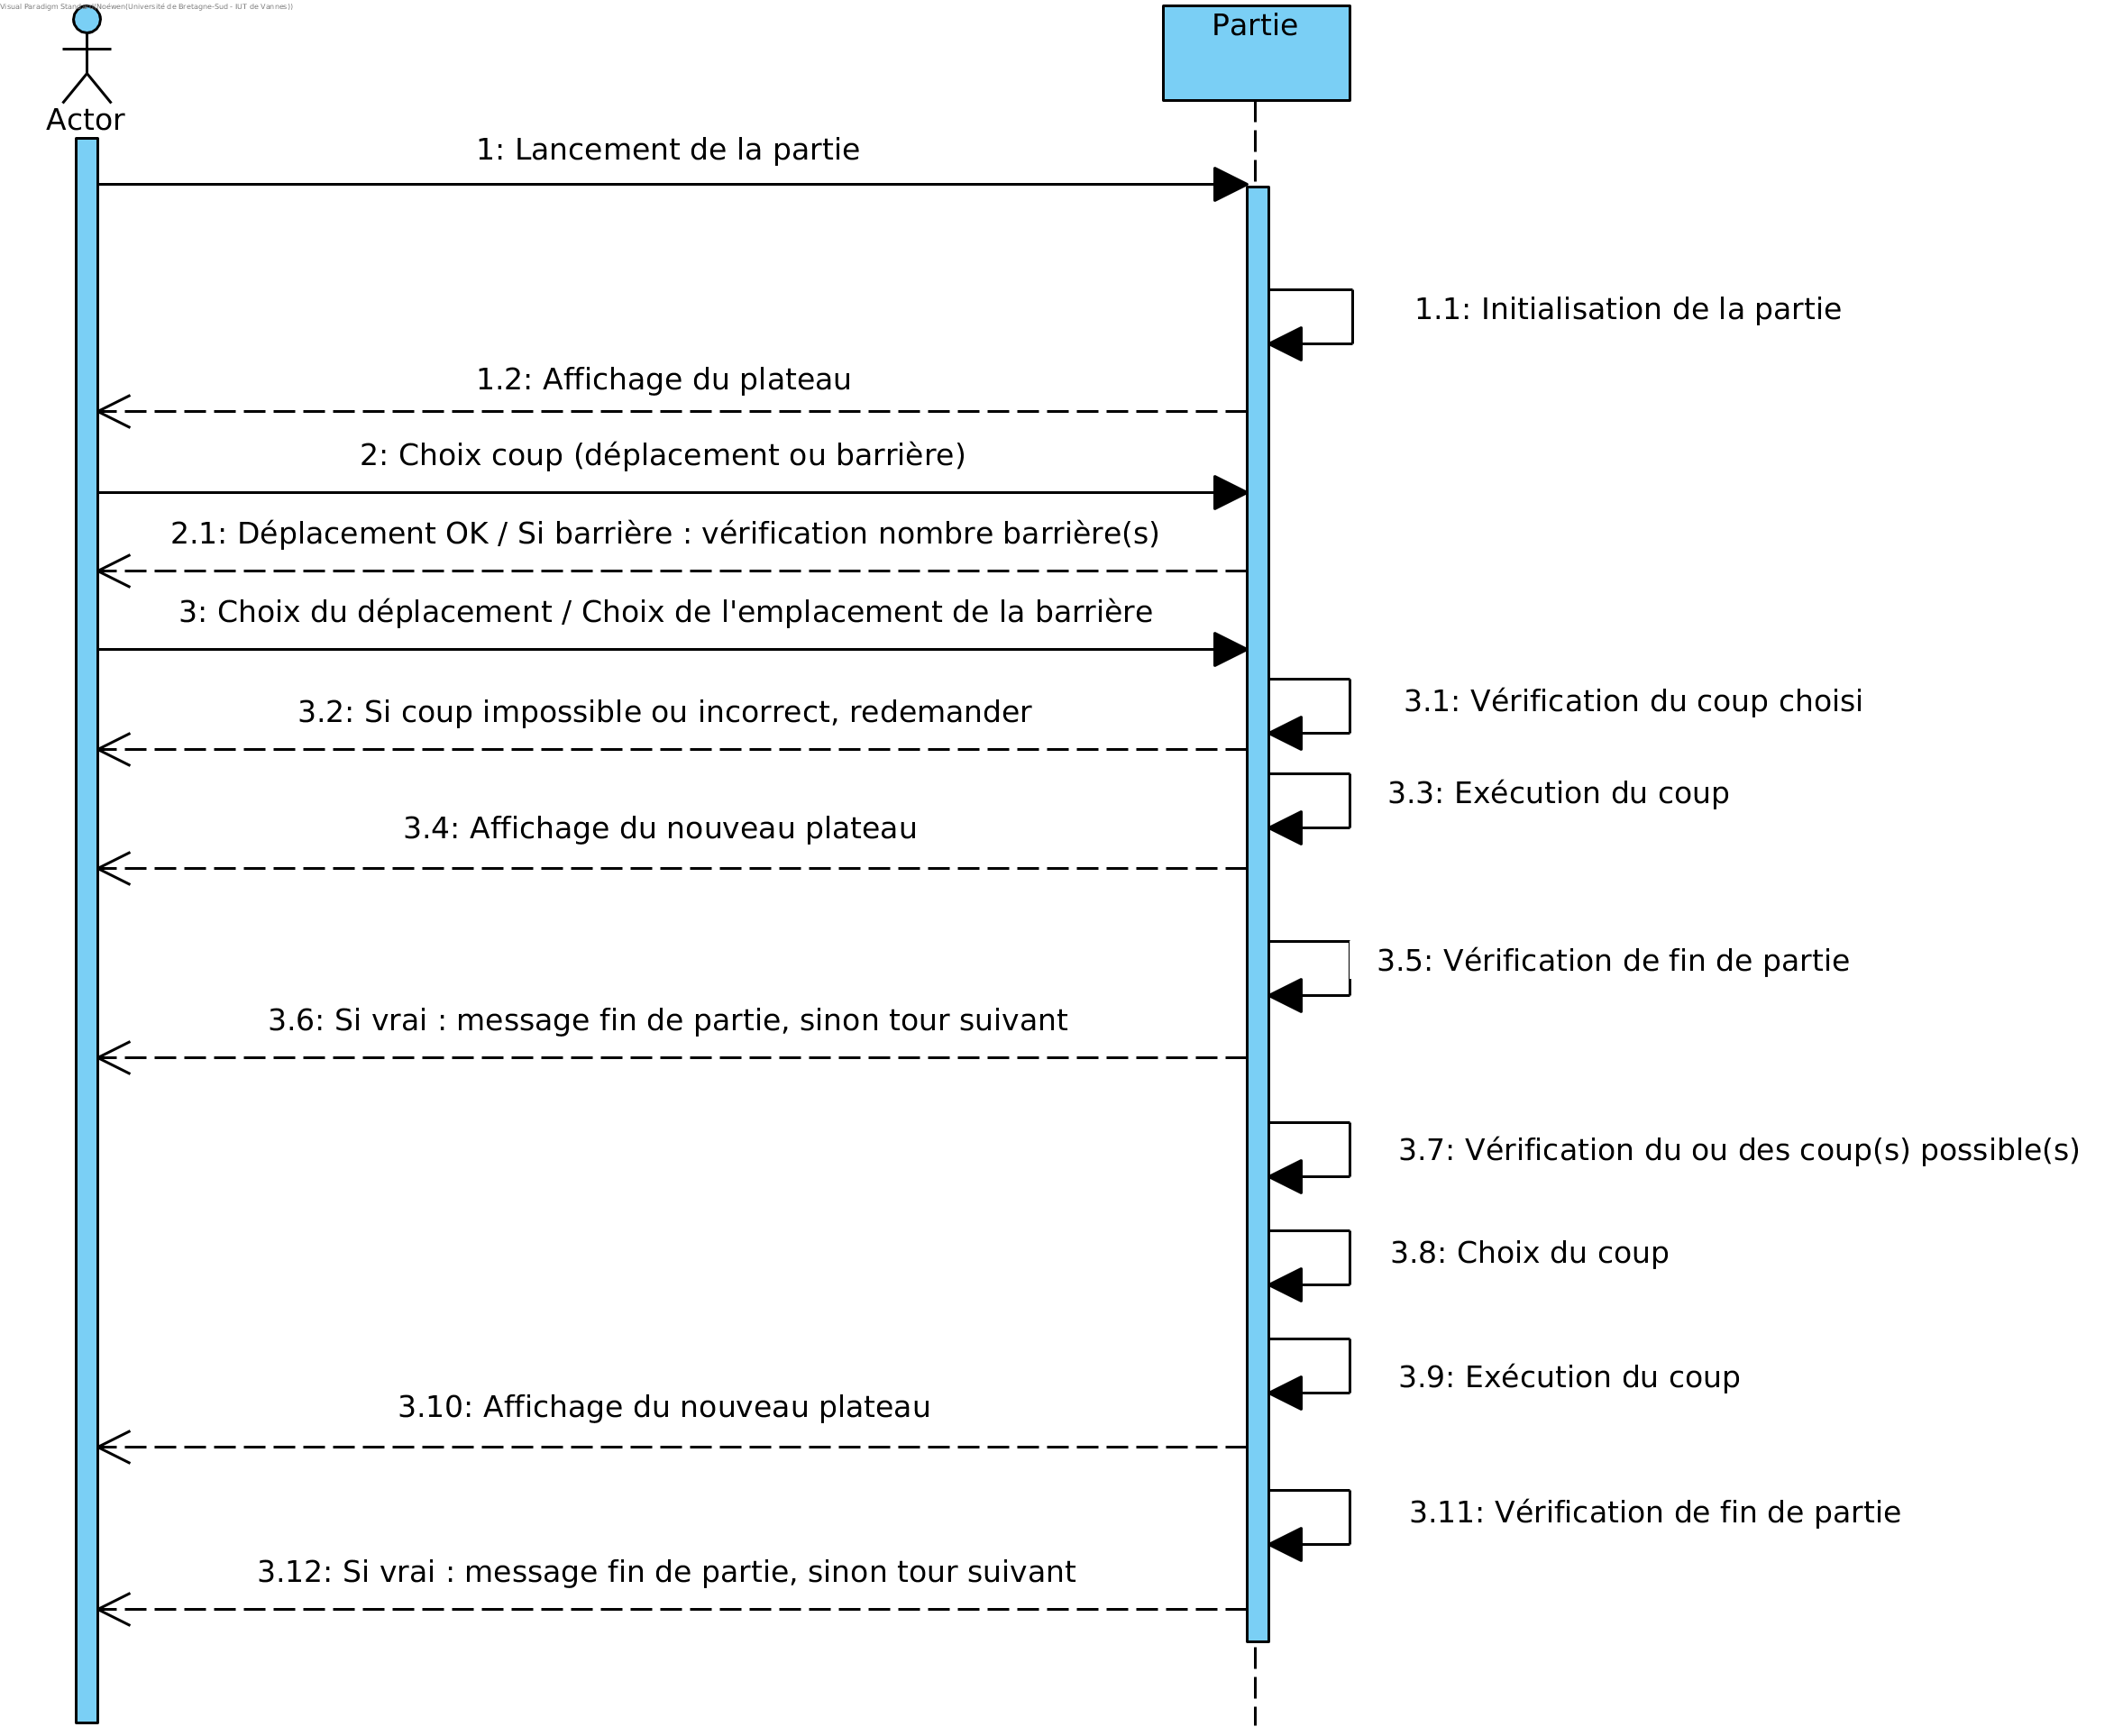 Visual Paradigm Standard(Noéwen(Université de Bretagne-Sud - IUT de Vannes))
Actor
Partie
1: Lancement de la partie
1.1: Initialisation de la partie
1.2: Affichage du plateau
2: Choix coup (déplacement ou barrière)
2.1: Déplacement OK / Si barrière : vérification nombre barrière(s)
3: Choix du déplacement / Choix de l'emplacement de la barrière
3.1: Vérification du coup choisi
3.2: Si coup impossible ou incorrect, redemander
3.3: Exécution du coup
3.4: Affichage du nouveau plateau
3.5: Vérification de fin de partie
3.6: Si vrai : message fin de partie, sinon tour suivant
3.7: Vérification du ou des coup(s) possible(s)
3.8: Choix du coup
3.9: Exécution du coup
3.10: Affichage du nouveau plateau
3.11: Vérification de fin de partie
3.12: Si vrai : message fin de partie, sinon tour suivant